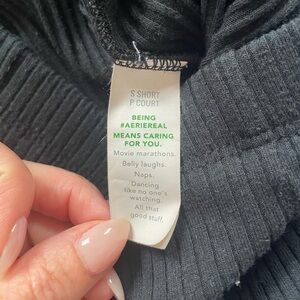 S SHORT
P COURT
BEING
#AERIEREAL
MEANS CARING
FOR YOU.
Movie marathons.
Belly laughs.
Naps.
Dancing
like no one's
watching.
All that
good stuff.